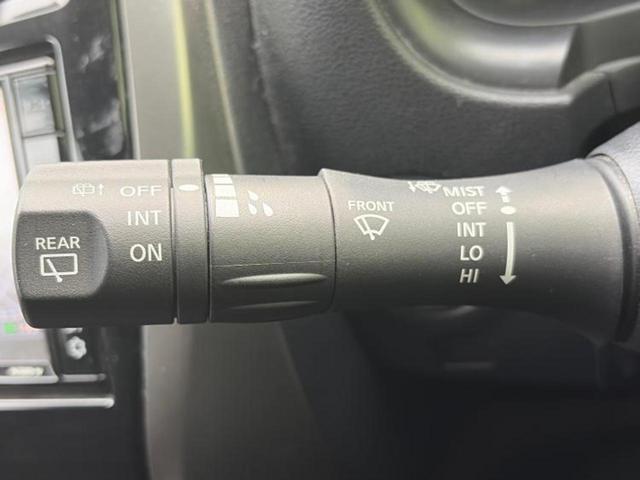 REAR
OFF
INT
ON
FRONT
MIST
OFF
INT
LO
HI